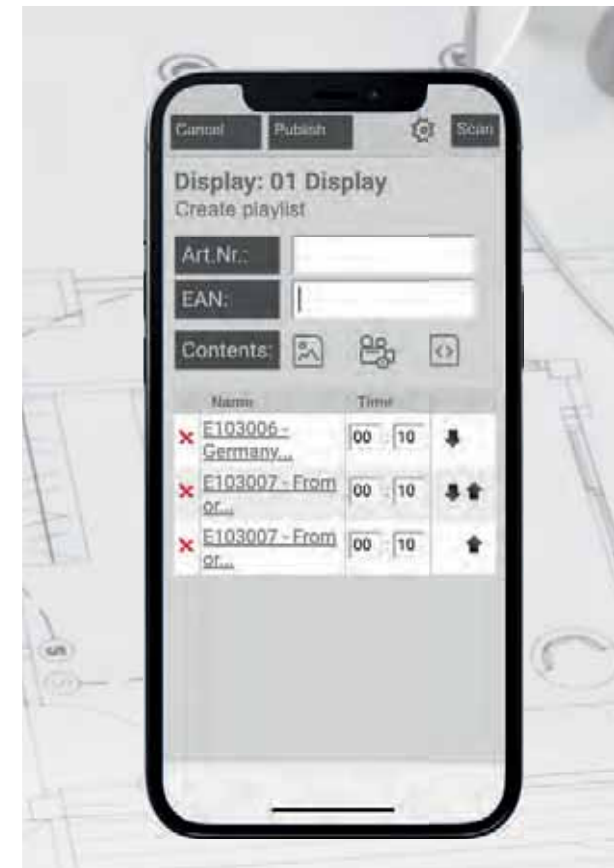 Cancel Publish Scan
Display: 01 Display
Create playlist
Art.Nr.:
EAN:
Contents:
Name Time
E103006 - 00 : 10
Germany...
E103007 - From 00 : 10
or...
E103007 - From 00 : 10
or...